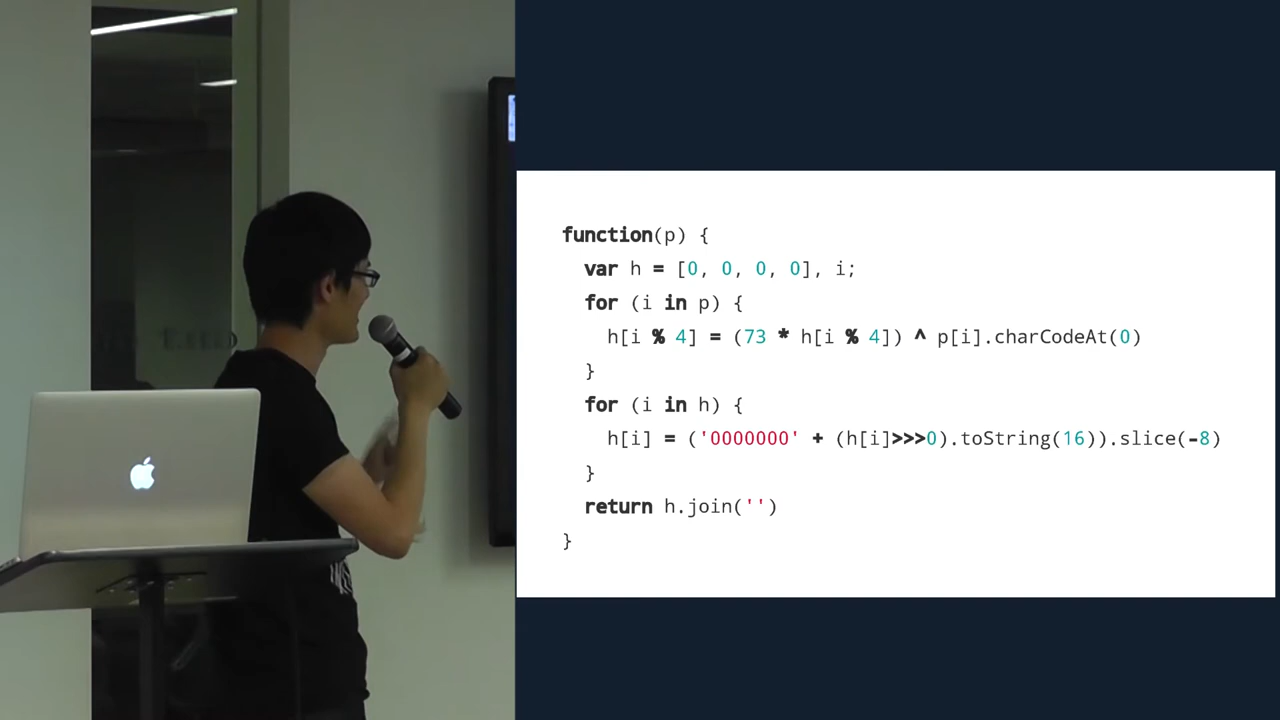 function(p) {
var h = [0, 0, 0, 0], i;
for (i in p) {
h[i % 4] = (73 * h[i % 4]) ^ p[i].charCodeAt(0)
}
for (i in h) {
h[i] = ('0000000' + (h[i]>>>0).toString(16)).slice(-8)
}
return h.join('')
}